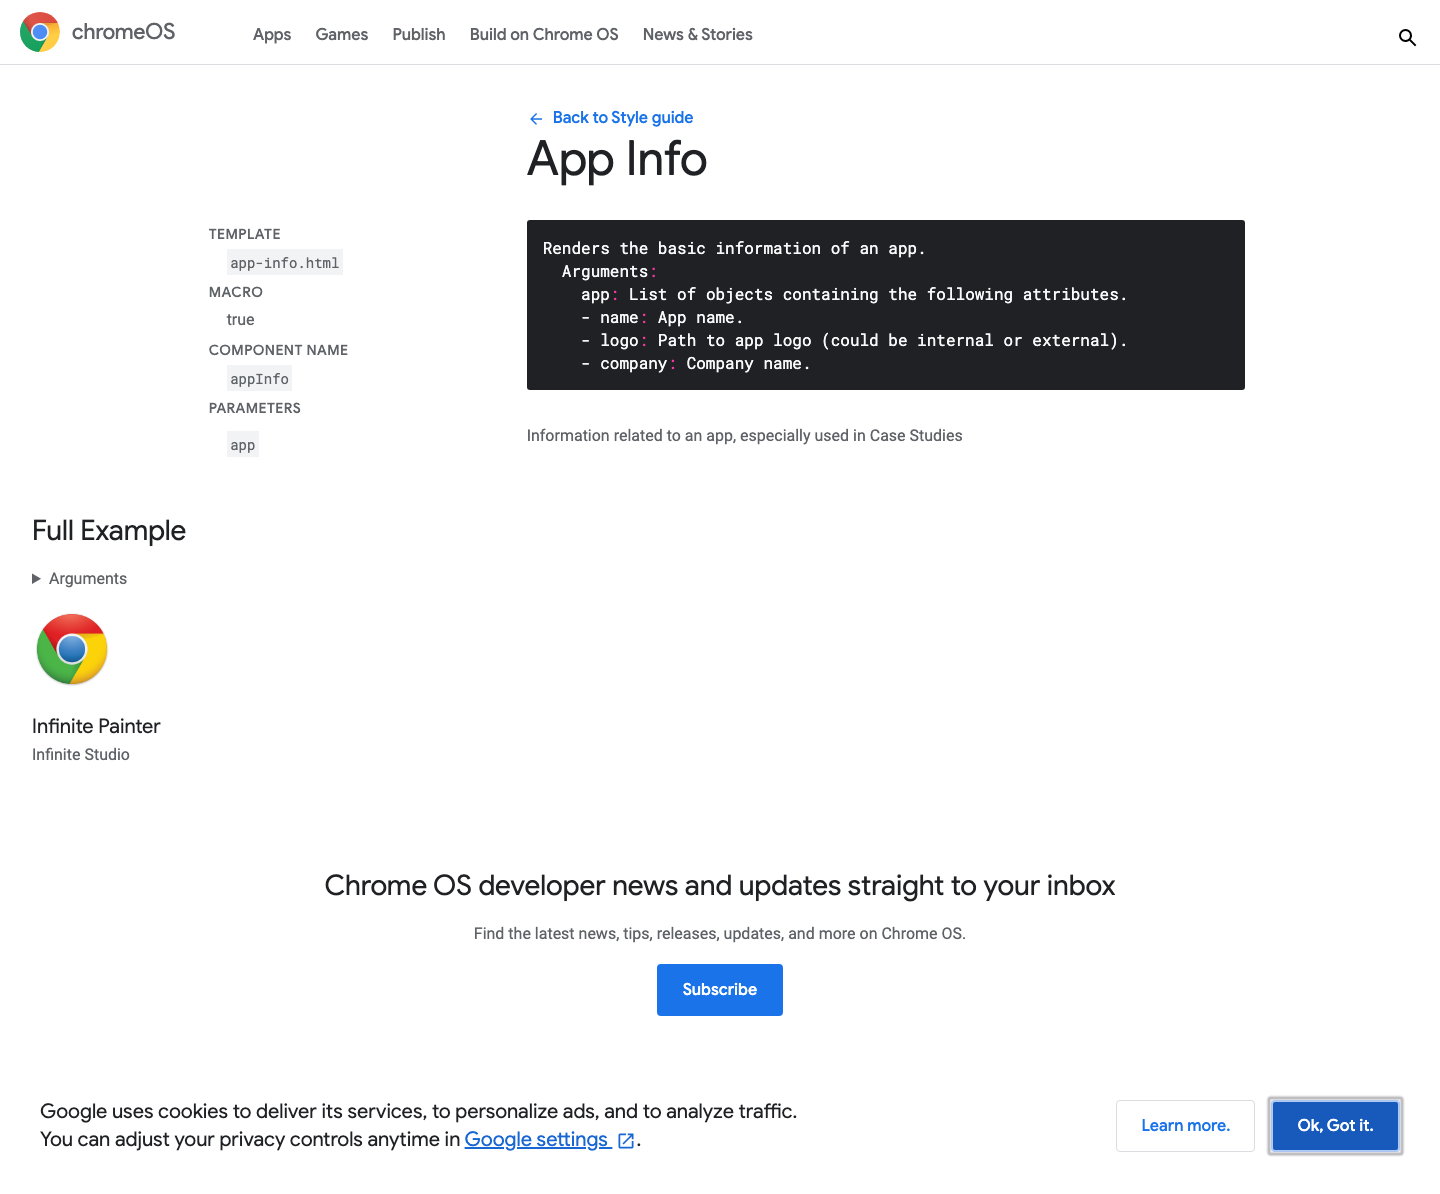 chromeOS
Apps Games Publish Build on Chrome OS News & Stories
Back to Style guide
App Info
TEMPLATE
app-info.html
MACRO
true
COMPONENT NAME
appInfo
PARAMETERS
app
Renders the basic information of an app.
Arguments:
app: List of objects containing the following attributes.
- name: App name.
- logo: Path to app logo (could be internal or external).
- company: Company name.
Information related to an app, especially used in Case Studies
Full Example
Arguments
Infinite Painter
Infinite Studio
Chrome OS developer news and updates straight to your inbox
Find the latest news, tips, releases, updates, and more on Chrome OS.
Subscribe
Google uses cookies to deliver its services, to personalize ads, and to analyze traffic.
You can adjust your privacy controls anytime in Google settings .
Learn more.
Ok, Got it.